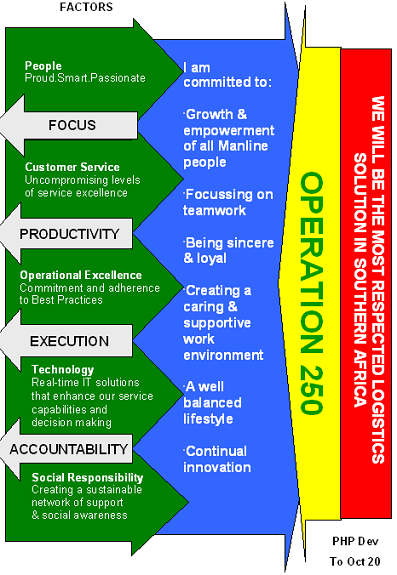 FACTORS
People
Proud.Smart.Passionate
FOCUS
Customer Service
Uncompromising levels
of service excellence
PRODUCTIVITY
Operational Excellence
Commitment and adherence
to Best Practices
EXECUTION
Technology
Real-time IT solutions
that enhance our service
capabilities and
decision making
ACCOUNTABILITY
Social Responsibility
Creating a sustainable
network of support
& social awareness
I am
committed to:
·Growth &
empowerment
of all Manline
people
·Focussing on
teamwork
·Being sincere
& loyal
·Creating a
caring &
supportive
work
environment
·A well
balanced
lifestyle
·Continual
innovation
OPERATION 250
WE WILL BE THE MOST RESPECTED LOGISTICS
SOLUTION IN SOUTHERN AFRICA
PHP Dev
To Oct 20